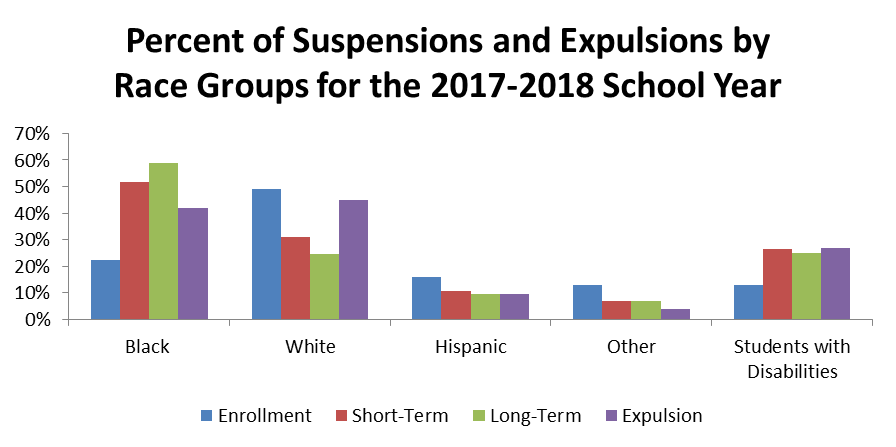 Percent of Suspensions and Expulsions by
Race Groups for the 2017-2018 School Year
70%
60%
50%
40%
30%
20%
10%
0%
Black White Hispanic Other Students with
Disabilities
Enrollment Short-Term Long-Term Expulsion